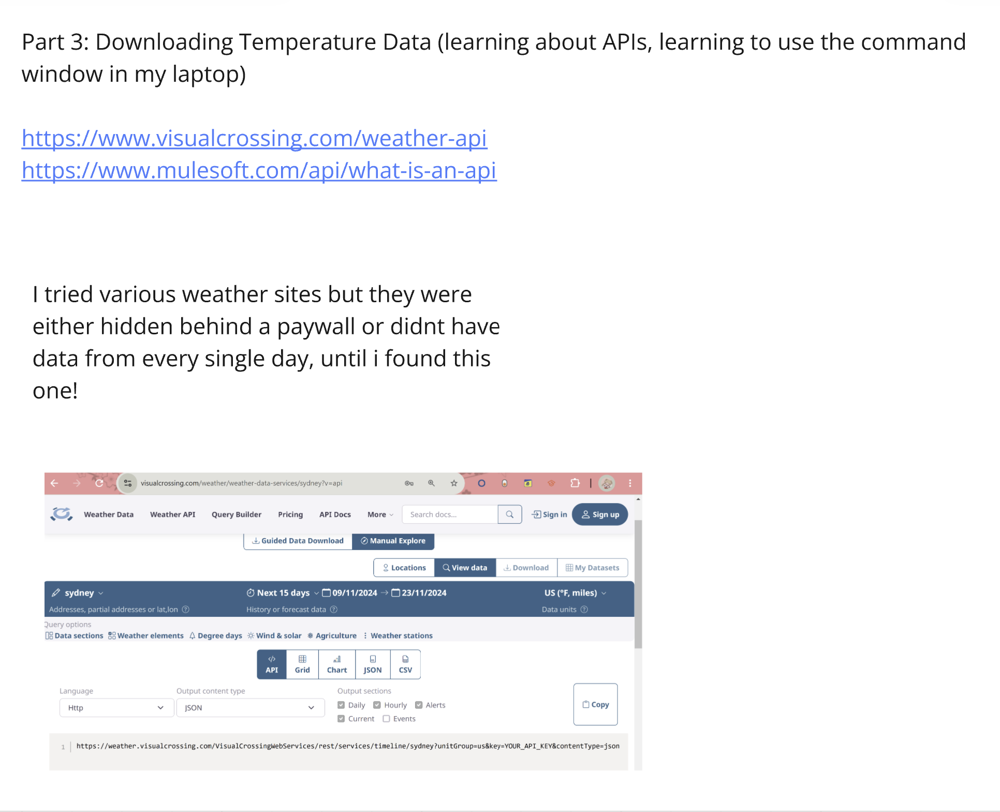 Part 3: Downloading Temperature Data (learning about APIs, learning to use the command
window in my laptop)
https://www.visualcrossing.com/weather-api
https://www.mulesoft.com/api/what-is-an-api
I tried various weather sites but they were
either hidden behind a paywall or didnt have
data from every single day, until i found this
one!
visualcrossing.com/weather/weather-data-services/sydney?v=api
Weather Data Weather API Query Builder Pricing API Docs More Search docs... Sign in Sign up
Guided Data Download Manual Explore
Locations View data Download My Datasets
sydney Next 15 days 09/11/2024 → 23/11/2024 US (°F, miles)
Addresses, partial addresses or lat,lon History or forecast data Data units
Query options
Data sections Weather elements Degree days Wind & solar Agriculture Weather stations
API Grid Chart JSON CSV
Language Output content type Output sections
Http JSON Daily Hourly Alerts Copy
Current Events
1 https://weather.visualcrossing.com/VisualCrossingWebServices/rest/services/timeline/sydney?unitGroup=us&key=YOUR_API_KEY&contentType=json